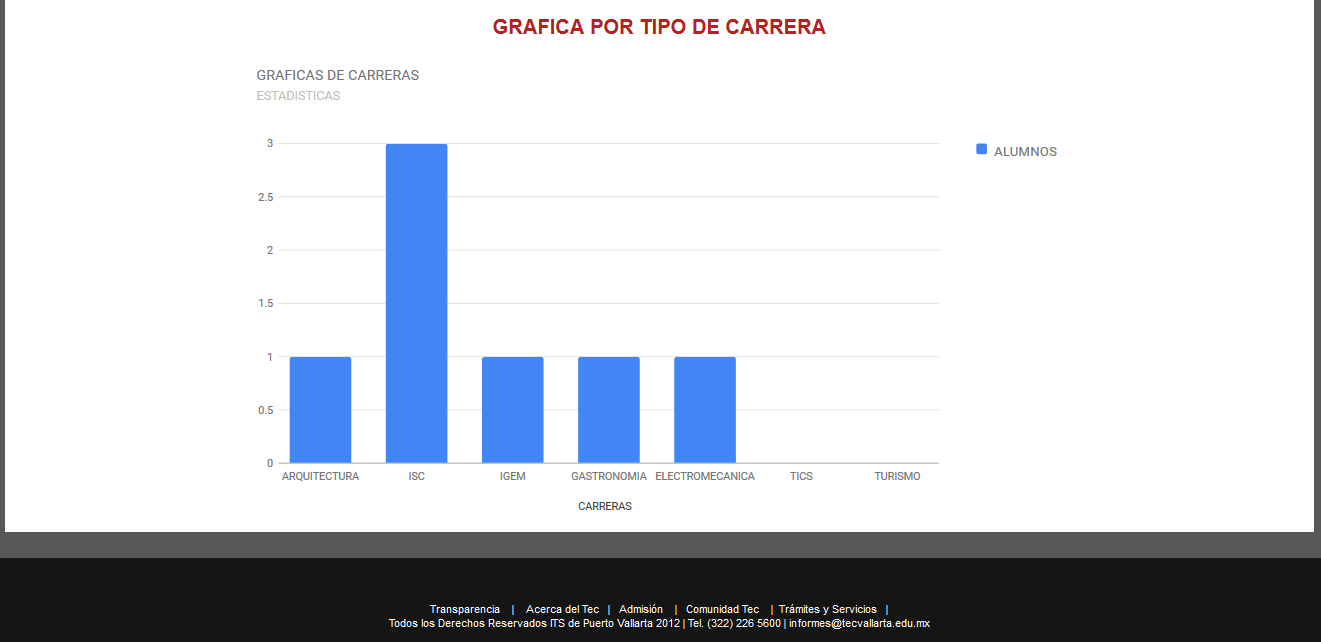 GRAFICA POR TIPO DE CARRERA
GRAFICAS DE CARRERAS
ESTADISTICAS
3
2.5
2
1.5
1
0.5
0
ALUMNOS
ARQUITECTURA ISC IGEM GASTRONOMIA ELECTROMECANICA TICS TURISMO
CARRERAS
Transparencia | Acerca del Tec | Admisión | Comunidad Tec | Trámites y Servicios |
Todos los Derechos Reservados ITS de Puerto Vallarta 2012 | Tel. (322) 226 5600 | informes@tecvallarta.edu.mx